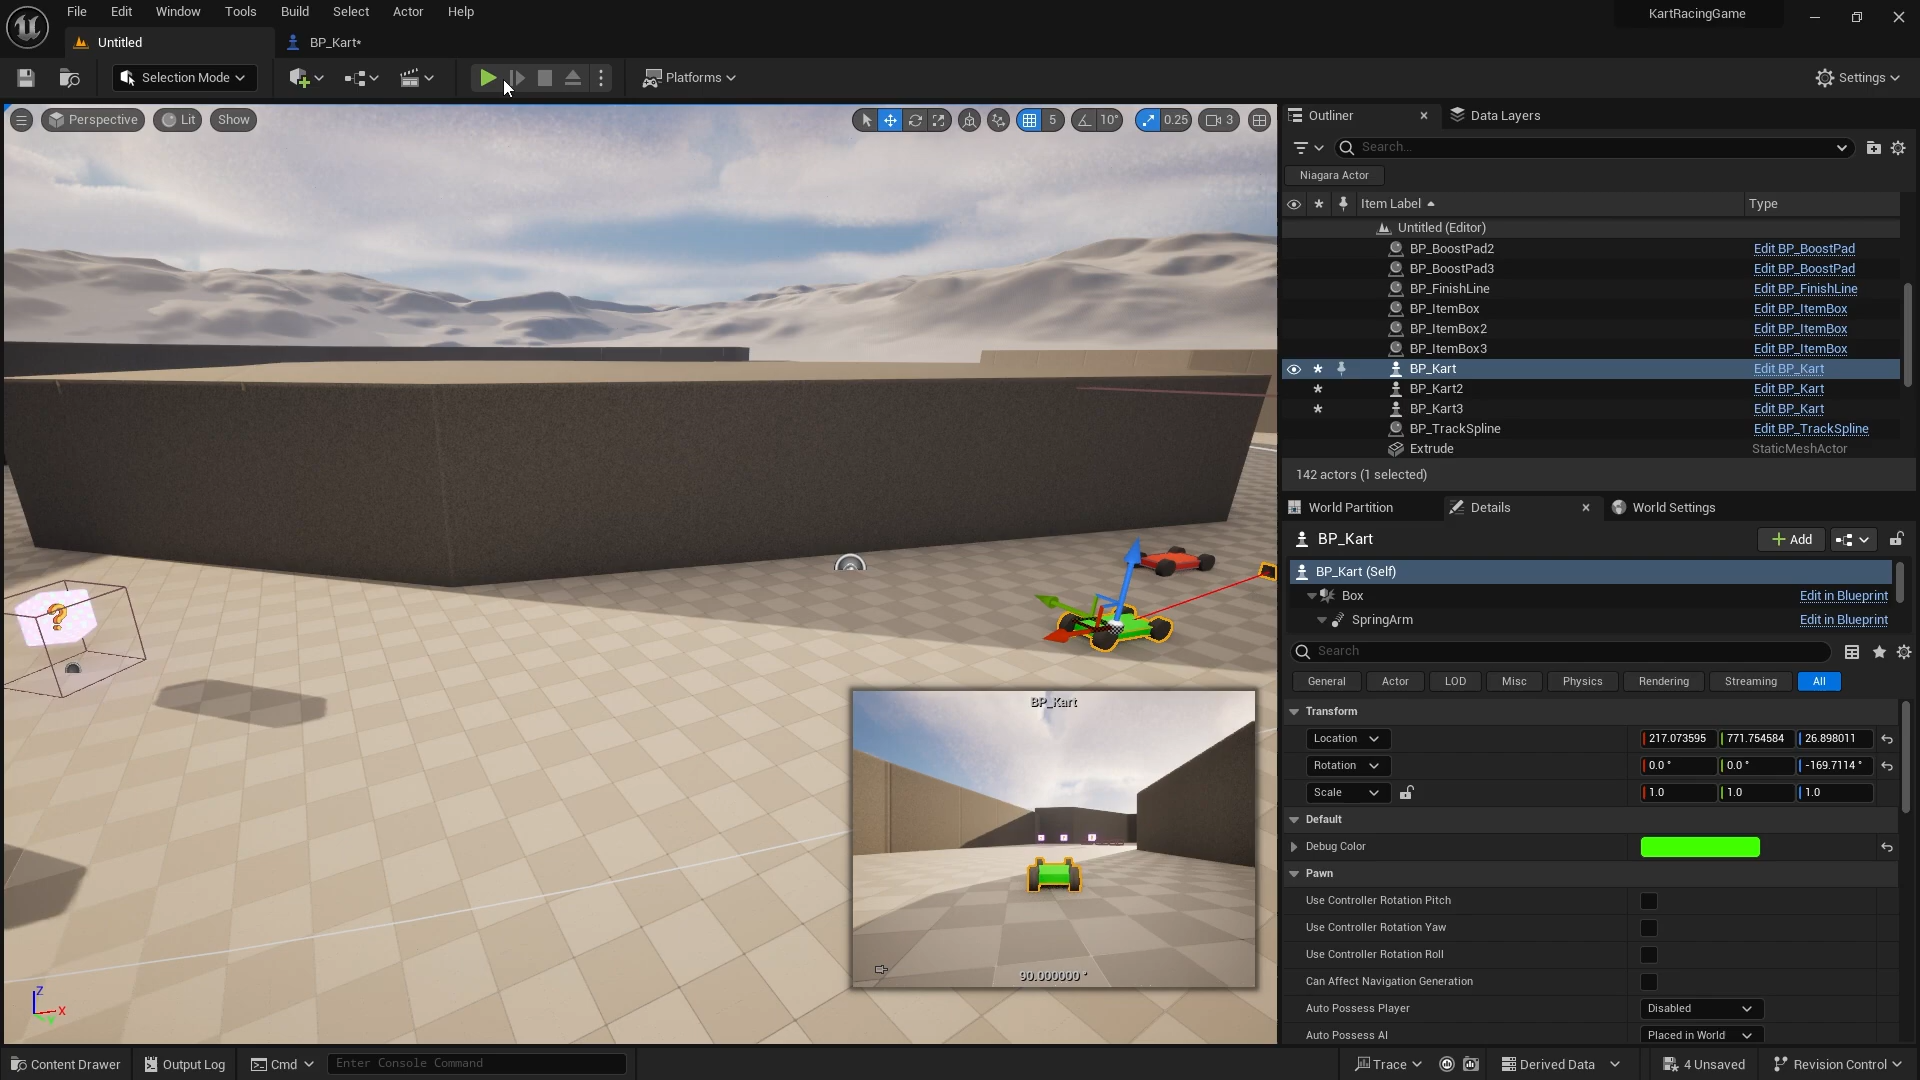 File Edit Window Tools Build Select Actor Help
KartRacingGame
Untitled
BP_Kart*
Selection Mode
Platforms
Settings
Perspective
Lit
Show
5
10°
0.25
3
Outliner
Data Layers
Search...
Niagara Actor
Item Label
Type
Untitled (Editor)
BP_BoostPad2 Edit BP_BoostPad
BP_BoostPad3 Edit BP_BoostPad
BP_FinishLine Edit BP_FinishLine
BP_ItemBox Edit BP_ItemBox
BP_ItemBox2 Edit BP_ItemBox
BP_ItemBox3 Edit BP_ItemBox
BP_Kart Edit BP_Kart
BP_Kart2 Edit BP_Kart
BP_Kart3 Edit BP_Kart
BP_TrackSpline Edit BP_TrackSpline
Extrude StaticMeshActor
142 actors (1 selected)
World Partition
Details
World Settings
BP_Kart
Add
BP_Kart (Self)
Box Edit in Blueprint
SpringArm Edit in Blueprint
Search
General Actor LOD Misc Physics Rendering Streaming All
Transform
Location 217.073595 771.754584 26.898011
Rotation 0.0 ° 0.0 ° -169.7114 °
Scale 1.0 1.0 1.0
Default
Debug Color
Pawn
Use Controller Rotation Pitch
Use Controller Rotation Yaw
Use Controller Rotation Roll
Can Affect Navigation Generation
Auto Possess Player Disabled
Auto Possess AI Placed in World
?
BP_Kart
90.000000 °
Z
X
Y
Content Drawer
Output Log
Cmd
Enter Console Command
Trace
Derived Data
4 Unsaved
Revision Control